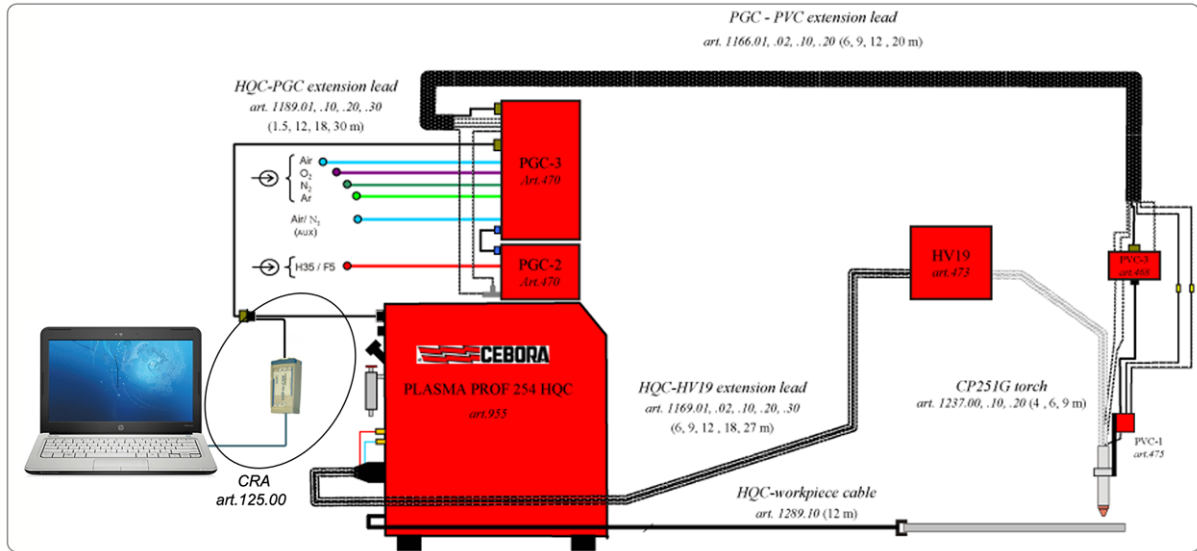 PGC - PVC extension lead
art. 1166.01, .02, .10, .20 (6, 9, 12 , 20 m)
HQC-PGC extension lead
art. 1189.01, .10, .20, .30
(1.5, 12, 18, 30 m)
Air
O₂
N₂
Ar
Air/ N₂
(AUX)
H35 / F5
PGC-3
Art.470
PGC-2
Art.470
HV19
art.473
PVC-3
art.468
CEBORA
PLASMA PROF 254 HQC
art.955
HQC-HV19 extension lead
art. 1169.01, .02, .10, .20, .30
(6, 9, 12 , 18, 27 m)
CP251G torch
art. 1237.00, .10, .20 (4 , 6, 9 m)
PVC-1
art.475
CRA
art.125.00
HQC-workpiece cable
art. 1289.10 (12 m)